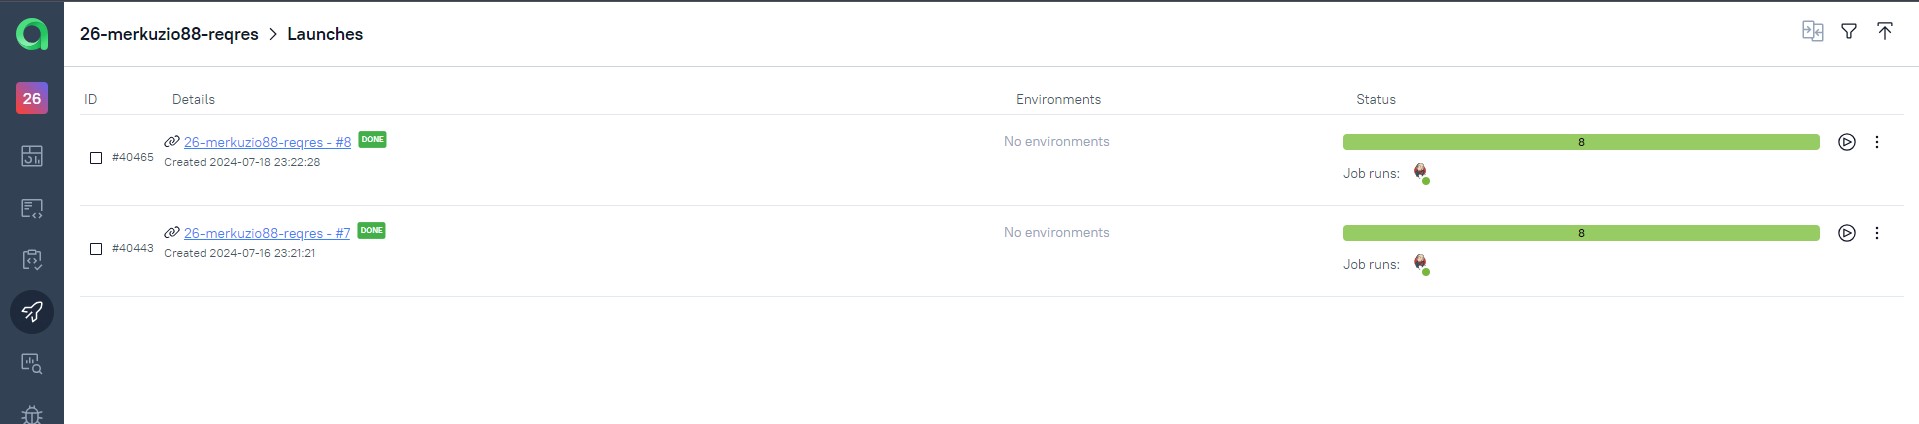 26-merkuzio88-reqres > Launches
26
ID Details Environments Status
26-merkuzio88-reqres - #8 DONE No environments 8
#40465 Created 2024-07-18 23:22:28
Job runs:
26-merkuzio88-reqres - #7 DONE No environments 8
#40443 Created 2024-07-16 23:21:21
Job runs: